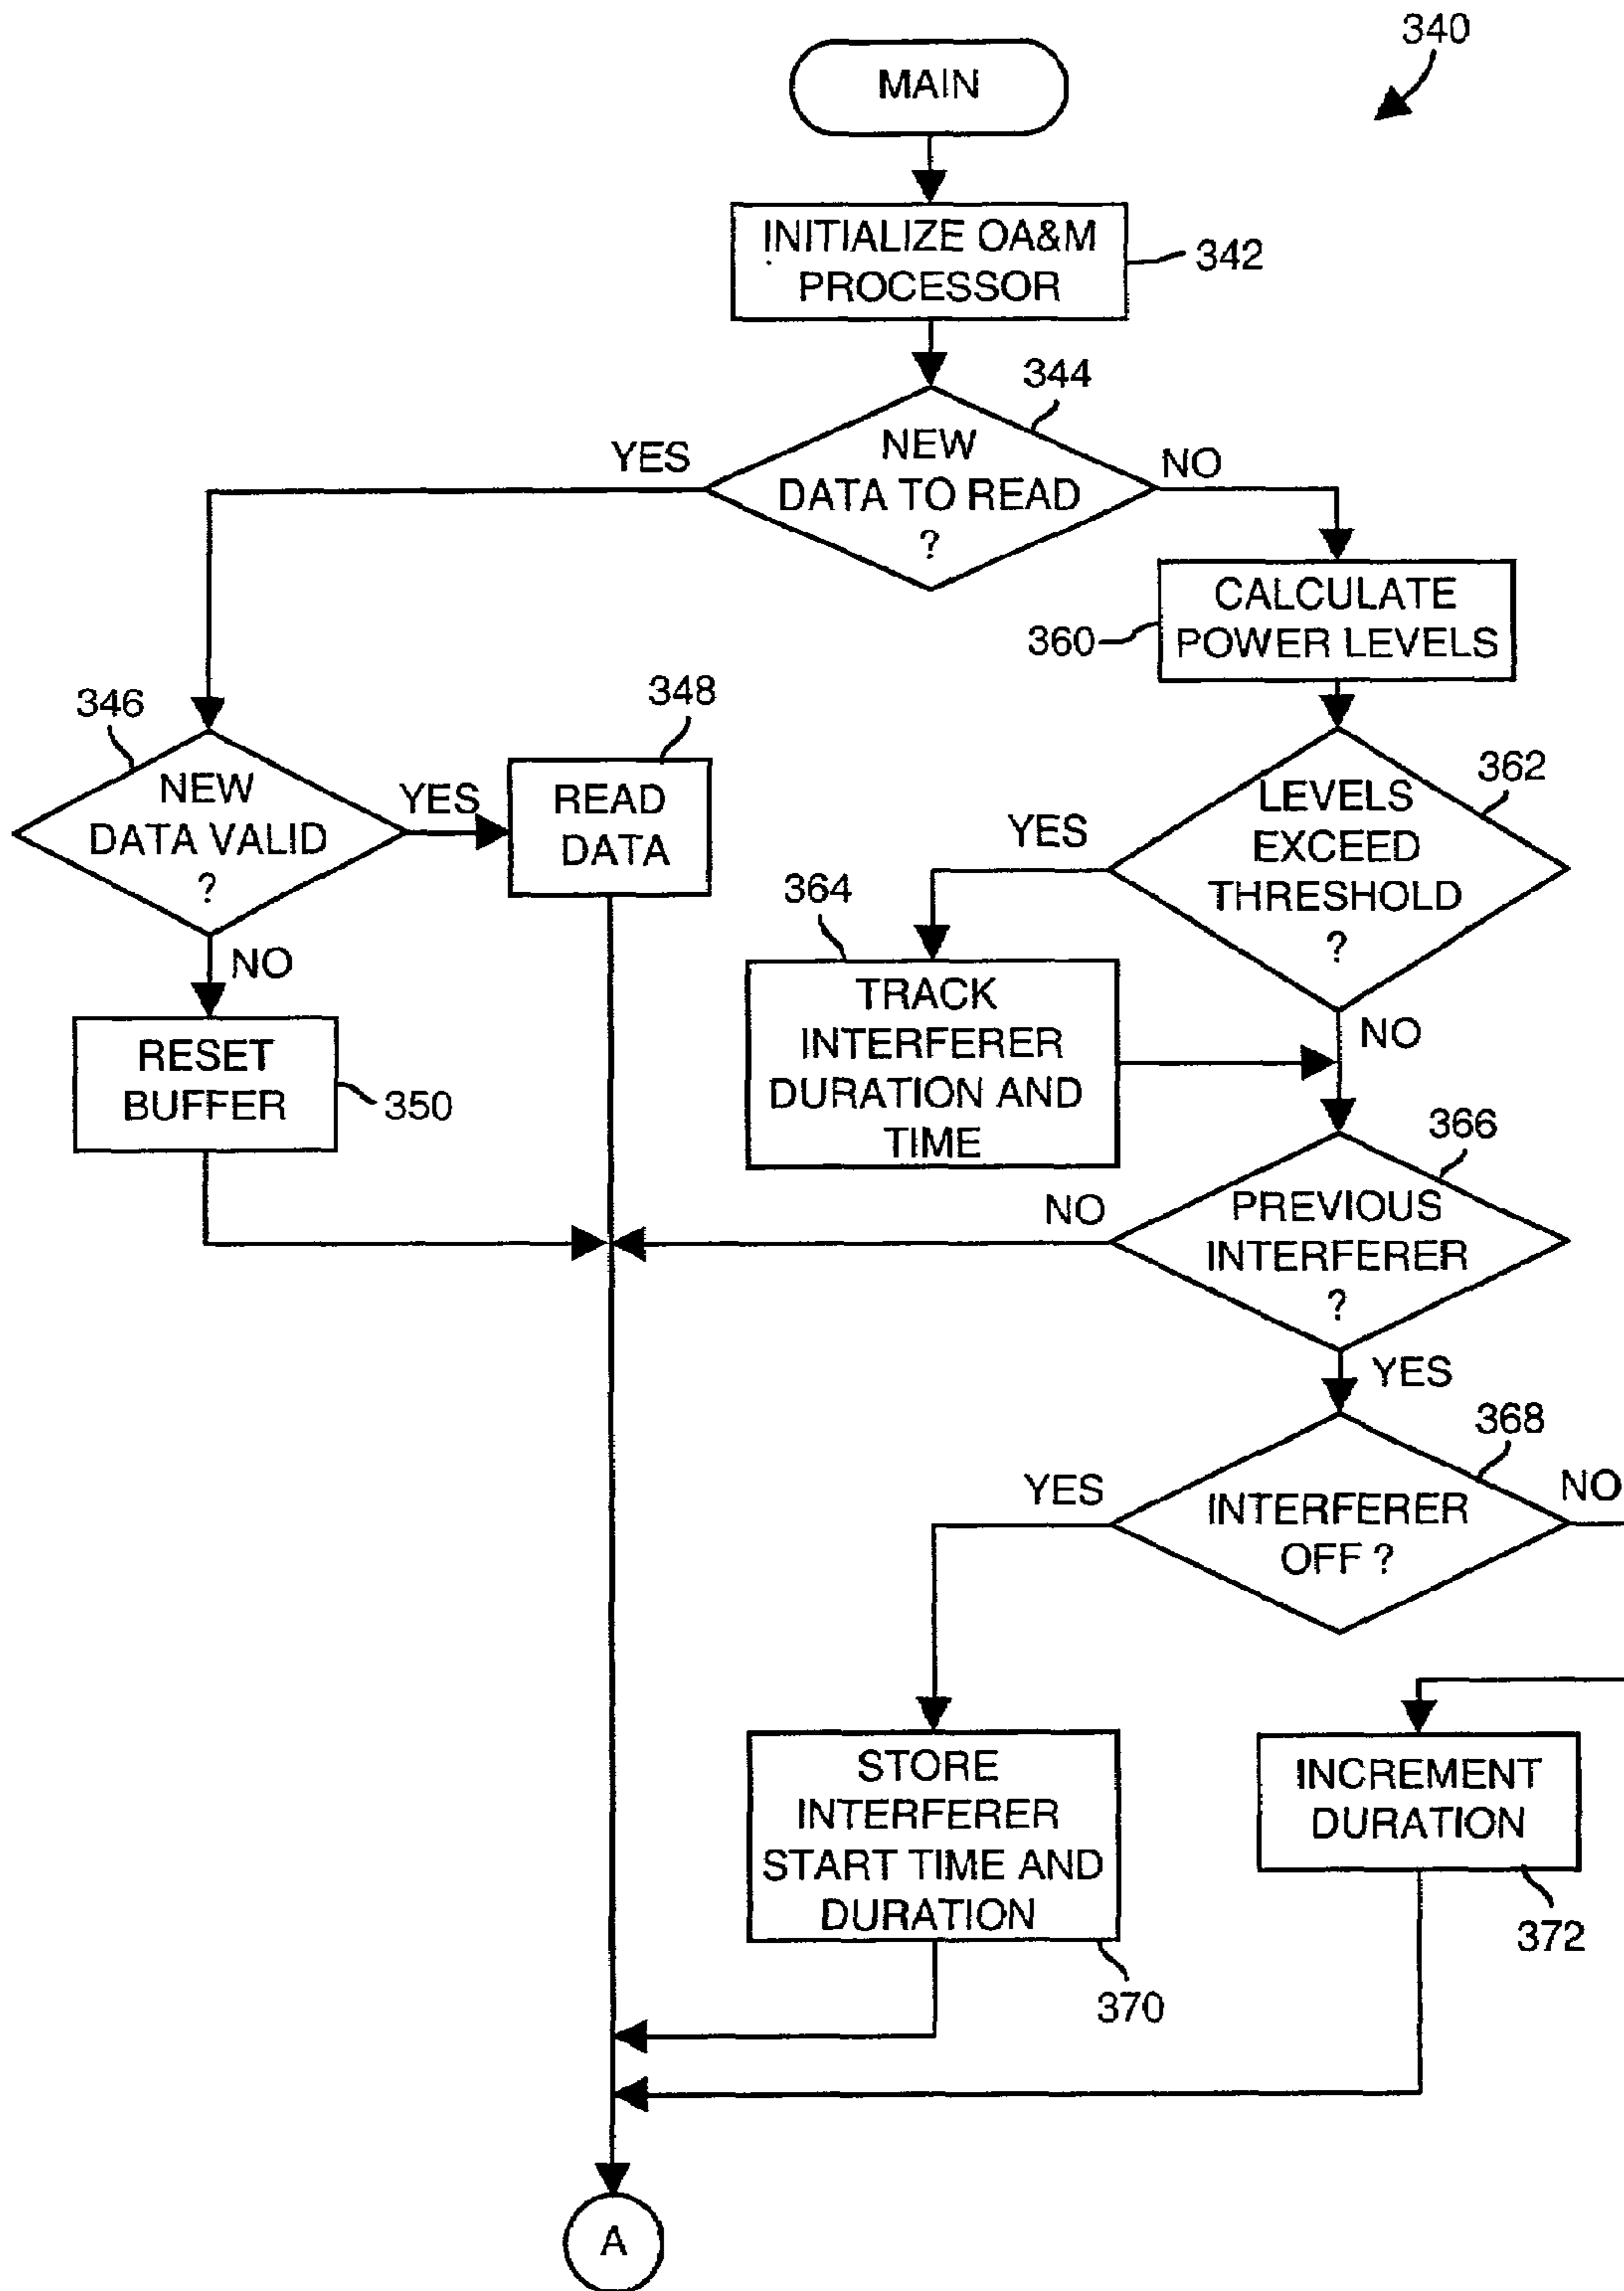 340
MAIN
INITIALIZE OA&M
PROCESSOR
342
344
YES
NEW
DATA TO READ
?
NO
CALCULATE
POWER LEVELS
360
346
348
NEW
DATA VALID
?
YES
READ
DATA
362
LEVELS
EXCEED
THRESHOLD
?
YES
364
NO
TRACK
INTERFERER
DURATION AND
TIME
NO
RESET
BUFFER
350
366
NO
PREVIOUS
INTERFERER
?
YES
368
YES
INTERFERER
OFF ?
NO
STORE
INTERFERER
START TIME AND
DURATION
370
INCREMENT
DURATION
372
A